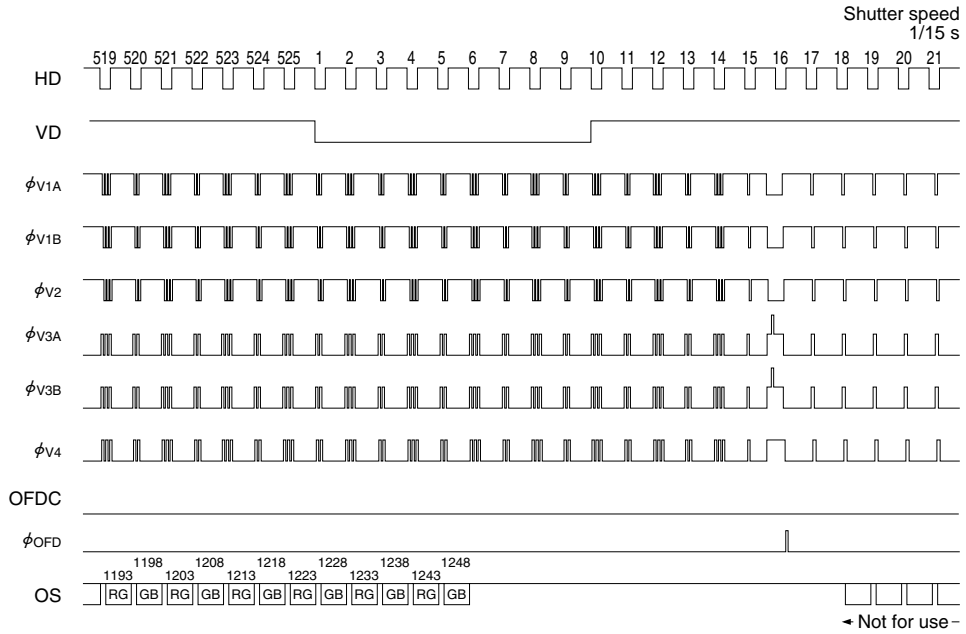 Shutter speed
1/15 s
519 520 521 522 523 524 525 1 2 3 4 5 6 7 8 9 10 11 12 13 14 15 16 17 18 19 20 21
HD
VD
ϕV1A
ϕV1B
ϕV2
ϕV3A
ϕV3B
ϕV4
OFDC
ϕOFD
1198 1208 1218 1228 1238 1248
1193 1203 1213 1223 1233 1243
OS RG GB RG GB RG GB RG GB RG GB RG GB
Not for use